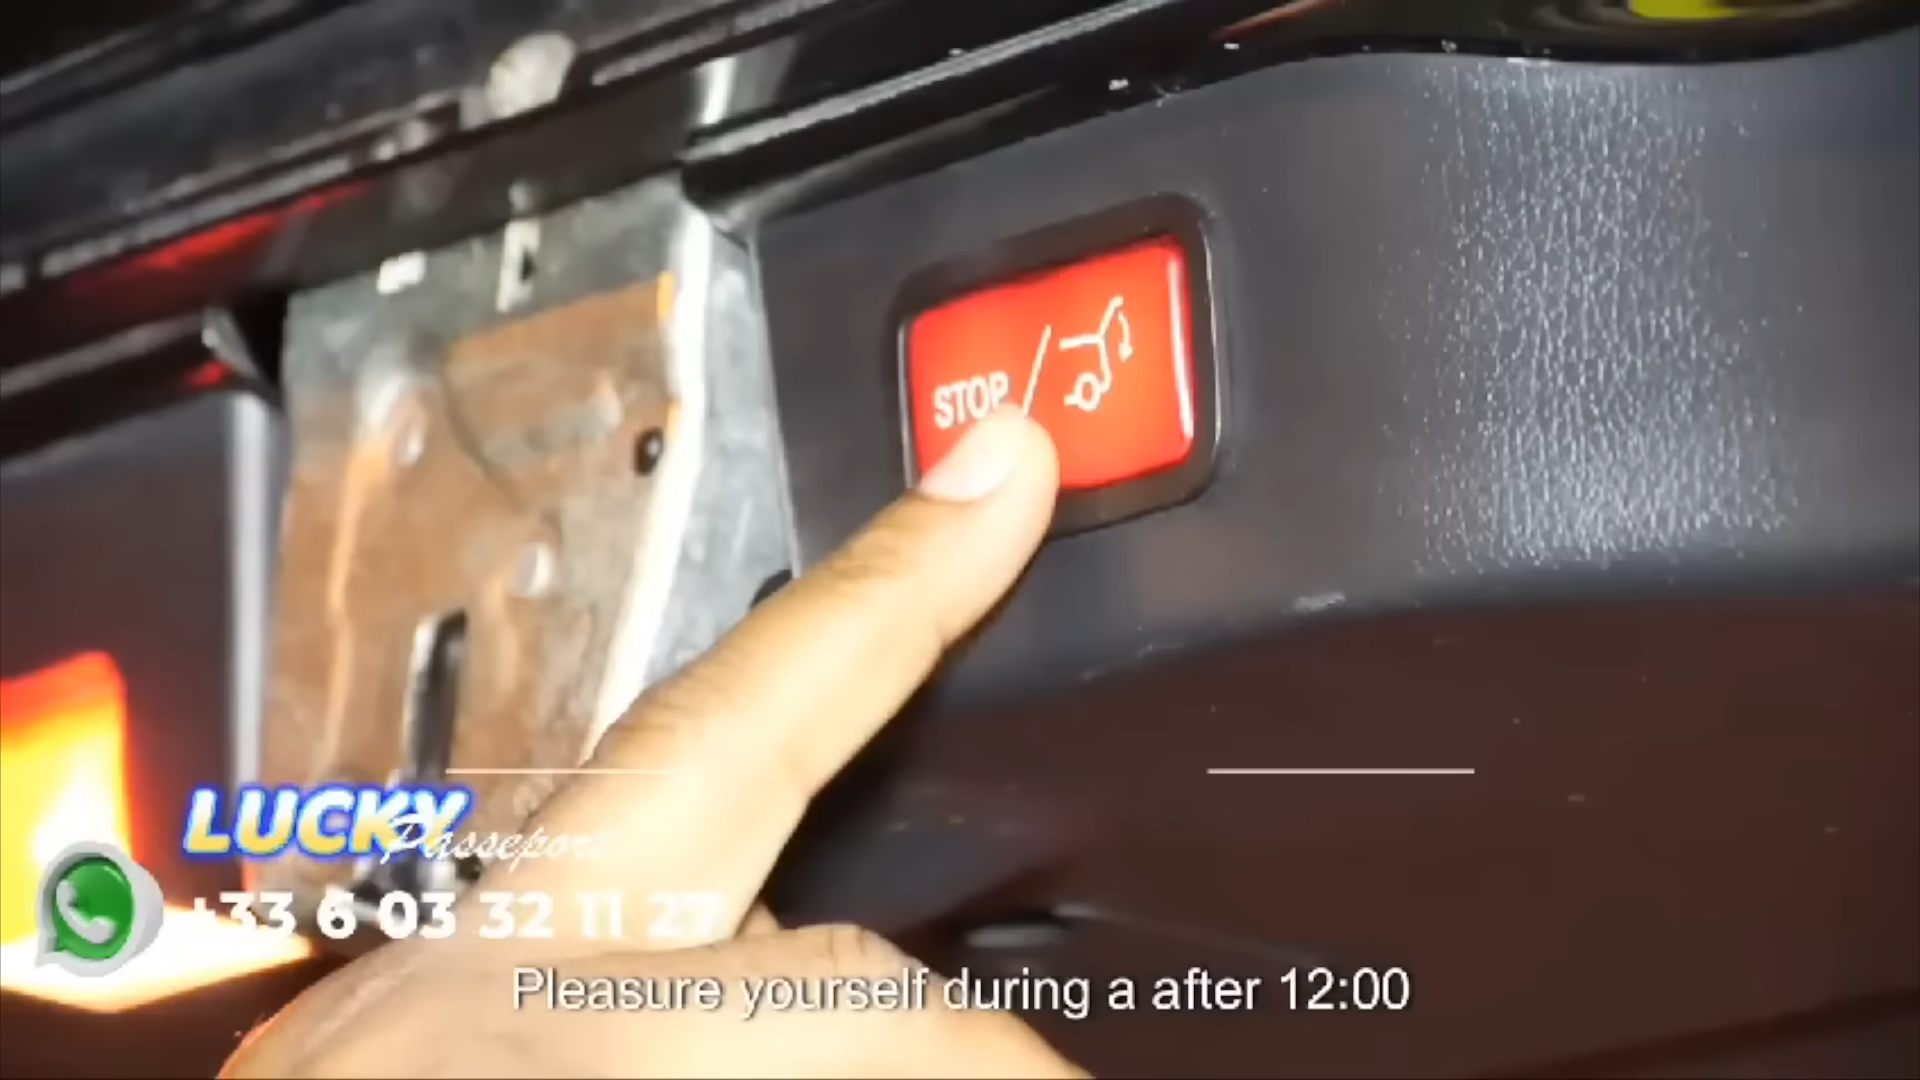 STOP
LUCKY
Passeport
+33 6 03 32 11 27
Pleasure yourself during a after 12:00